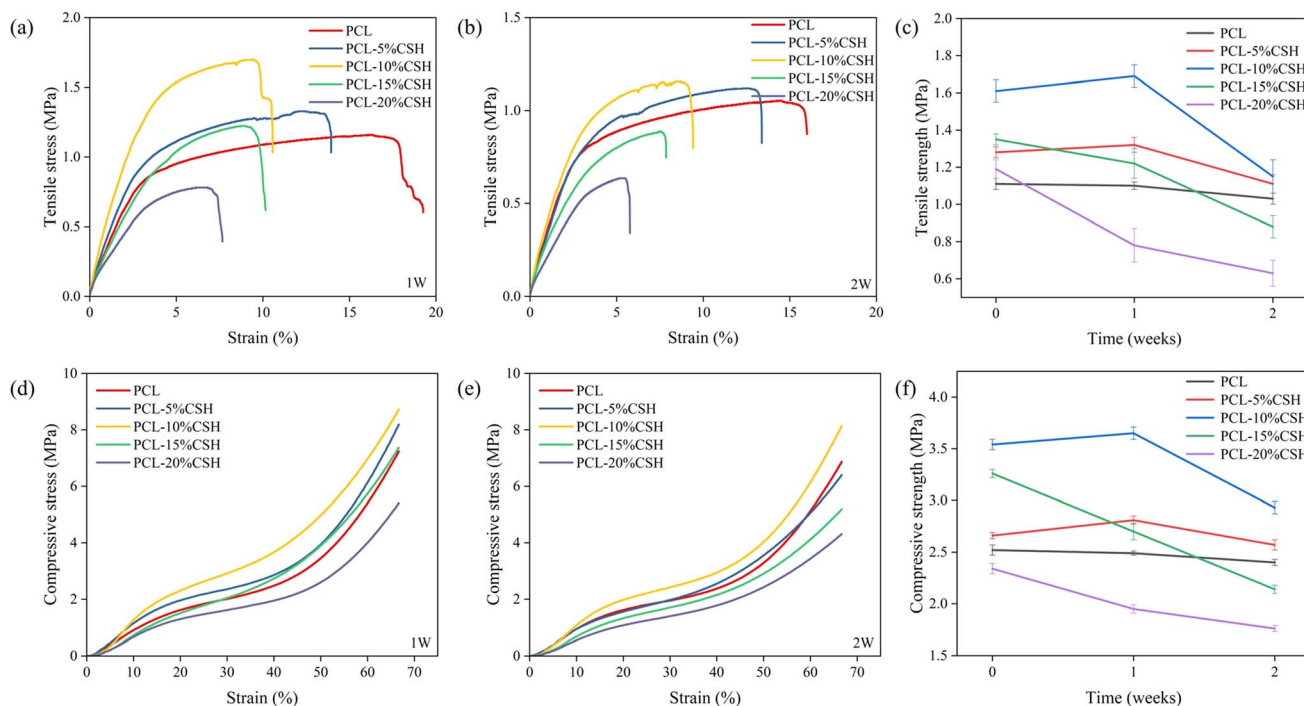 (a)
2.0
1.5
1.0
0.5
0.0
Tensile stress (MPa)
PCL
PCL-5%CSH
PCL-10%CSH
PCL-15%CSH
PCL-20%CSH
1W
0 5 10 15 20
Strain (%)
(b)
1.5
1.0
0.5
0.0
Tensile stress (MPa)
PCL
PCL-5%CSH
PCL-10%CSH
PCL-15%CSH
PCL-20%CSH
2W
0 5 10 15 20
Strain (%)
(c)
2.0
1.8
1.6
1.4
1.2
1.0
0.8
0.6
Tensile strength (MPa)
PCL
PCL-5%CSH
PCL-10%CSH
PCL-15%CSH
PCL-20%CSH
0 1 2
Time (weeks)
(d)
10
8
6
4
2
0
Compressive stress (MPa)
PCL
PCL-5%CSH
PCL-10%CSH
PCL-15%CSH
PCL-20%CSH
1W
0 10 20 30 40 50 60 70
Strain (%)
(e)
10
8
6
4
2
0
Compressive stress (MPa)
PCL
PCL-5%CSH
PCL-10%CSH
PCL-15%CSH
PCL-20%CSH
2W
0 10 20 30 40 50 60 70
Strain (%)
(f)
4.0
3.5
3.0
2.5
2.0
1.5
Compressive strength (MPa)
PCL
PCL-5%CSH
PCL-10%CSH
PCL-15%CSH
PCL-20%CSH
0 1 2
Time (weeks)